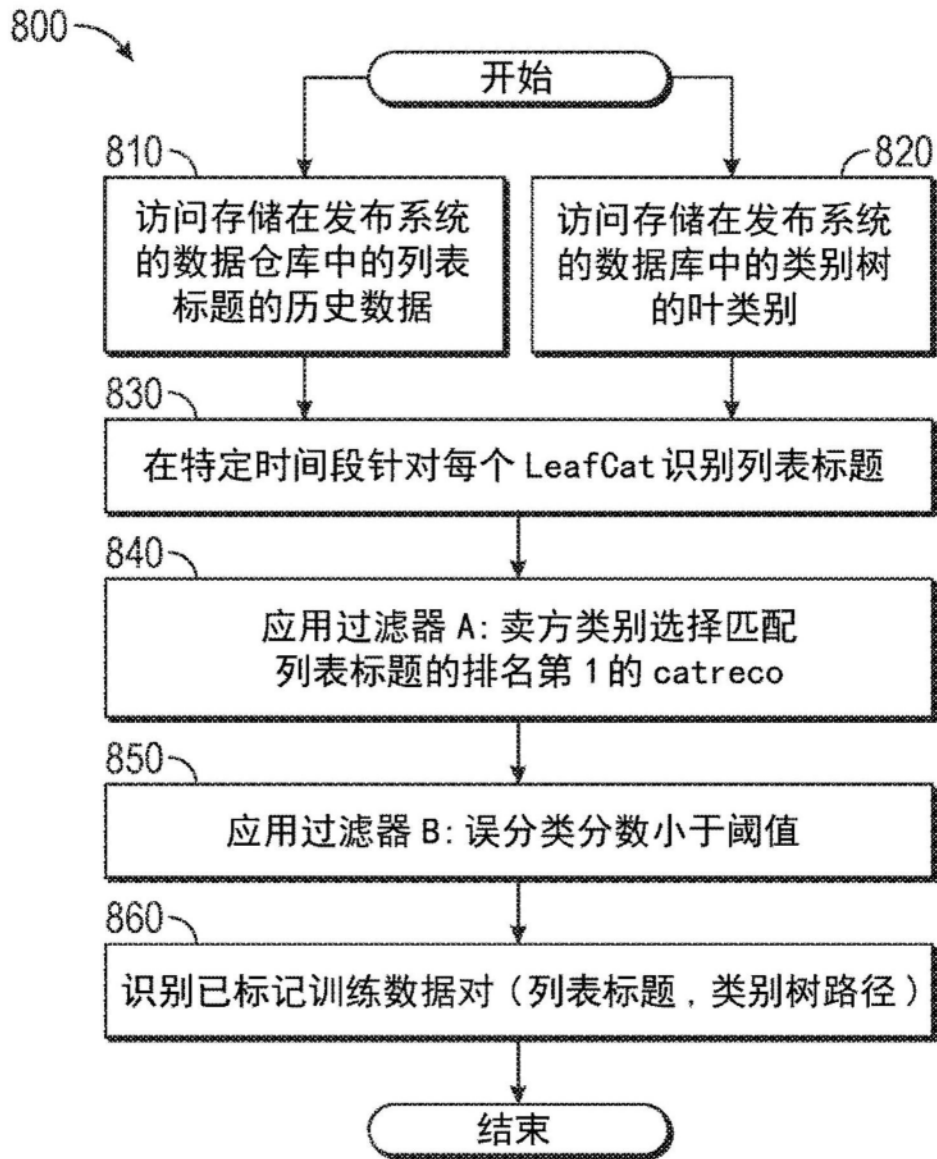 800
开始
810
访问存储在发布系统
的数据仓库中的列表
标题的历史数据
820
访问存储在发布系统
的数据库中的类别树
的叶类别
830
在特定时间段针对每个 LeafCat 识别列表标题
840
应用过滤器 A: 卖方类别选择匹配
列表标题的排名第 1 的 catreco
850
应用过滤器 B: 误分类分数小于阈值
860
识别已标记训练数据对（列表标题，类别树路径）
结束